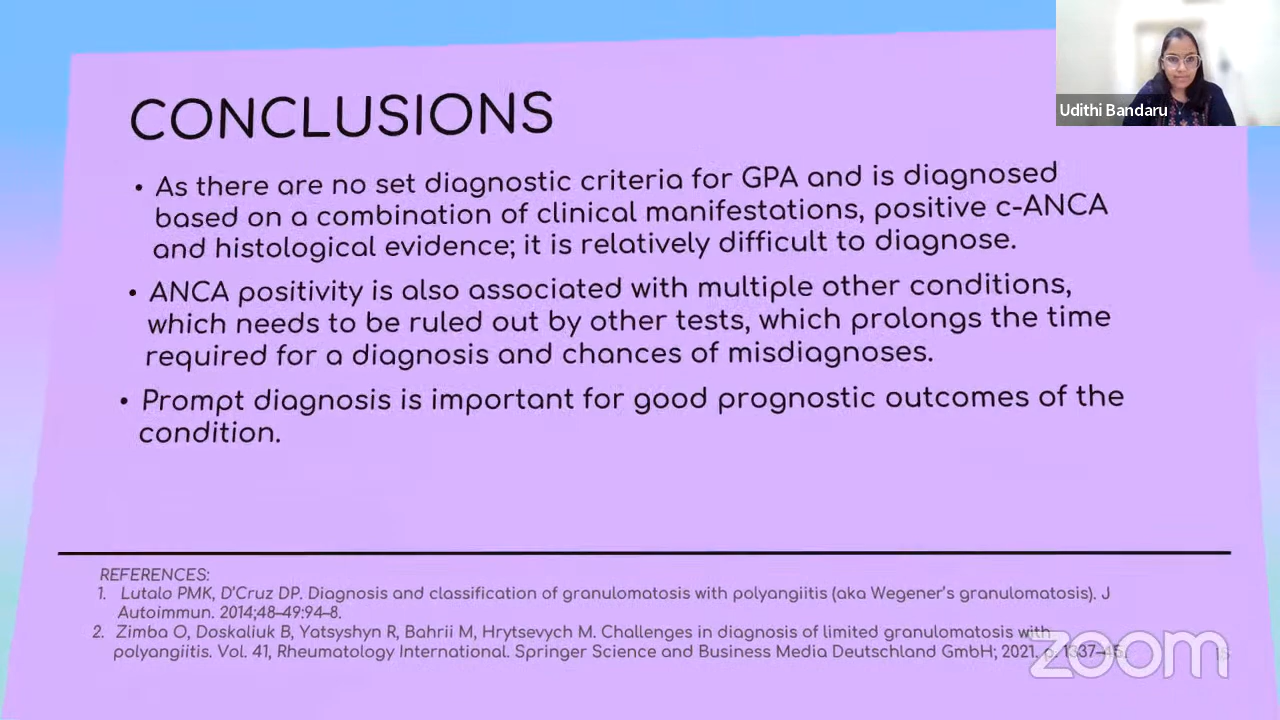 CONCLUSIONS
Udithi Bandaru
• As there are no set diagnostic criteria for GPA and is diagnosed
based on a combination of clinical manifestations, positive c-ANCA
and histological evidence; it is relatively difficult to diagnose.
• ANCA positivity is also associated with multiple other conditions,
which needs to be ruled out by other tests, which prolongs the time
required for a diagnosis and chances of misdiagnoses.
• Prompt diagnosis is important for good prognostic outcomes of the
condition.
REFERENCES:
1. Lutalo PMK, D'Cruz DP. Diagnosis and classification of granulomatosis with polyangiitis (aka Wegener's granulomatosis). J
Autoimmun. 2014;48–49:94–8.
2. Zimba O, Doskaliuk B, Yatsyshyn R, Bahrii M, Hrytsevych M. Challenges in diagnosis of limited granulomatosis with
polyangiitis. Vol. 41, Rheumatology International. Springer Science and Business Media Deutschland GmbH; 2021. p. 1337–45.
zoom